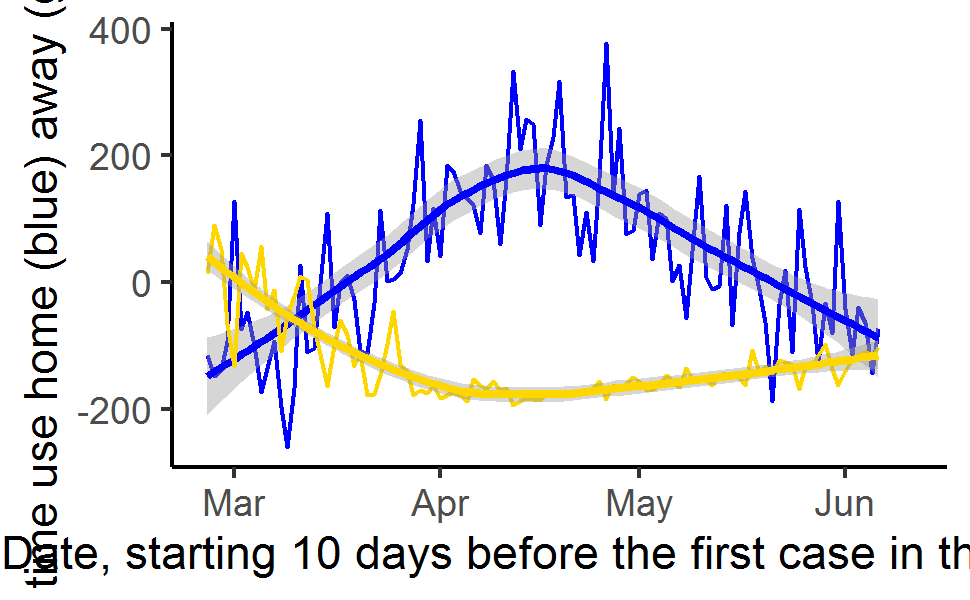 time use home (blue) away (
400
200
0
-200
Mar Apr May Jun
Date, starting 10 days before the first case in th